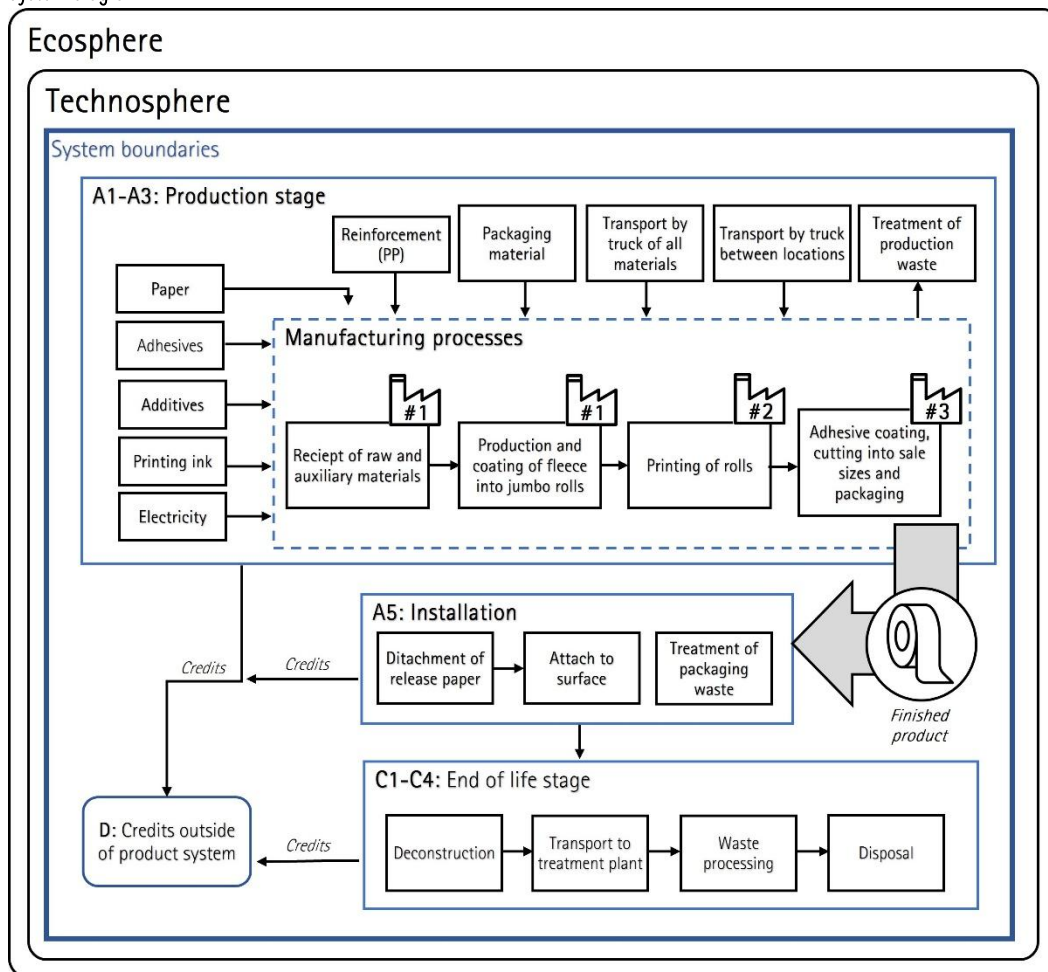 Ecosphere
Technosphere
System boundaries
A1-A3: Production stage
Reinforcement
(PP)
Packaging
material
Transport by
truck of all
materials
Transport by truck
between locations
Treatment of
production
waste
Paper
Adhesives
Additives
Printing ink
Electricity
Manufacturing processes
#1
Reciept of raw and
auxiliary materials
#1
Production and
coating of fleece
into jumbo rolls
#2
Printing of rolls
#3
Adhesive coating,
cutting into sale
sizes and
packaging
Finished
product
A5: Installation
Ditachment of
release paper
Attach to
surface
Treatment of
packaging
waste
Credits
Credits
C1-C4: End of life stage
Deconstruction
Transport to
treatment plant
Waste
processing
Disposal
Credits
D: Credits outside
of product system